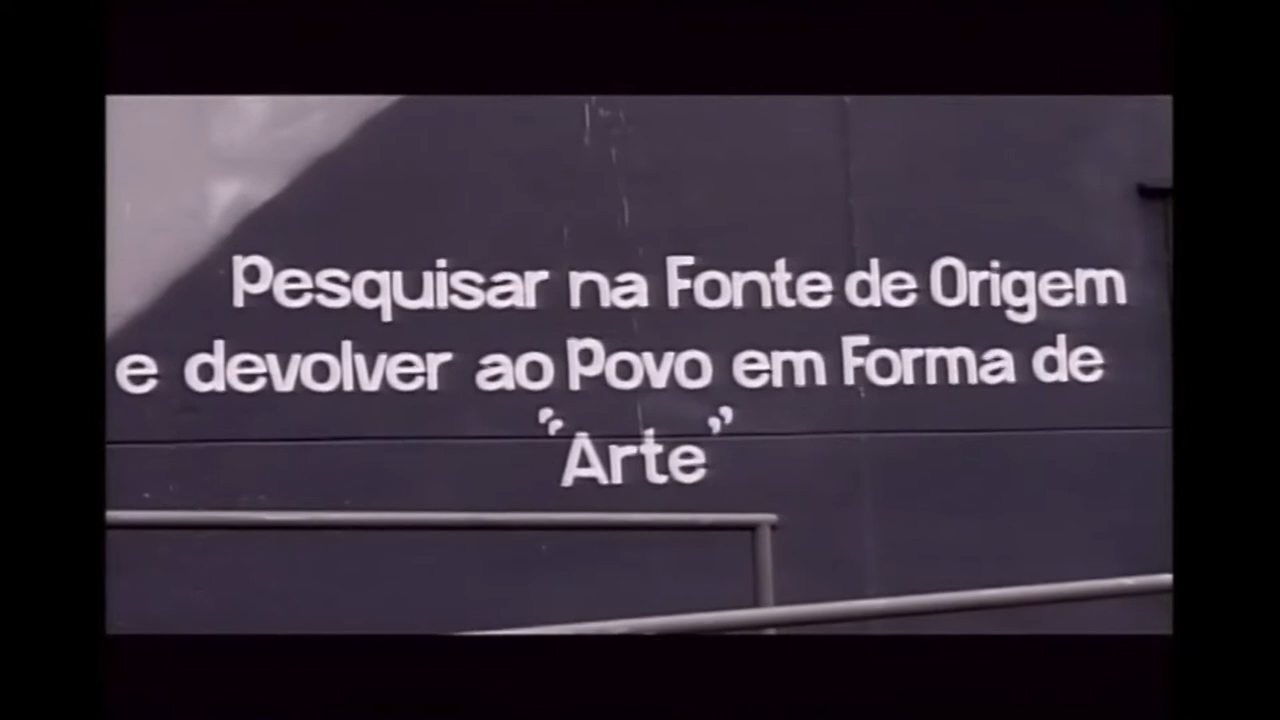 Pesquisar na Fonte de Origem
e devolver ao Povo em Forma de
“Arte”